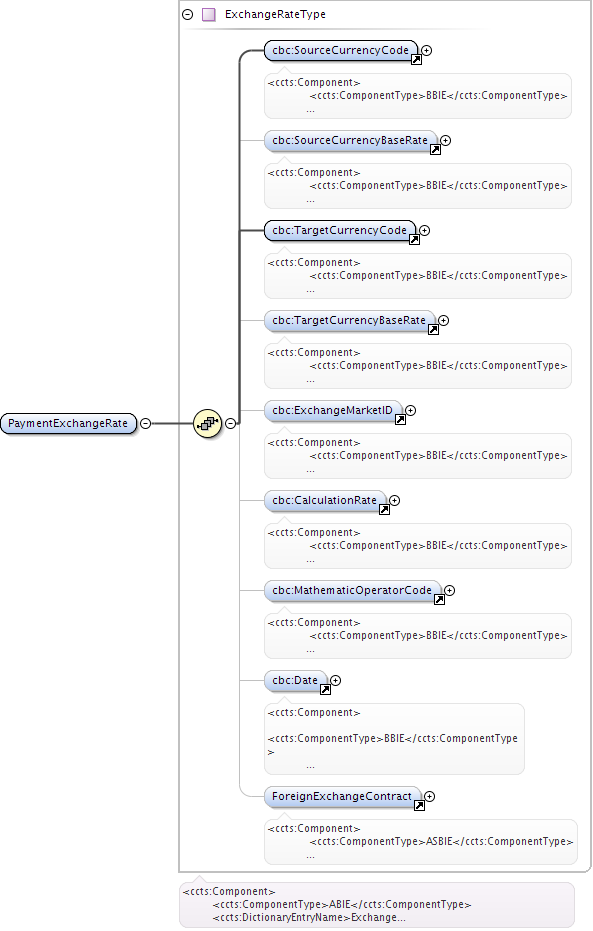 ExchangeRateType
cbc:SourceCurrencyCode
<ccts:Component>
<ccts:ComponentType>BBIE</ccts:ComponentType>
...
cbc:SourceCurrencyBaseRate
<ccts:Component>
<ccts:ComponentType>BBIE</ccts:ComponentType>
...
cbc:TargetCurrencyCode
<ccts:Component>
<ccts:ComponentType>BBIE</ccts:ComponentType>
...
cbc:TargetCurrencyBaseRate
<ccts:Component>
<ccts:ComponentType>BBIE</ccts:ComponentType>
...
cbc:ExchangeMarketID
PaymentExchangeRate
<ccts:Component>
<ccts:ComponentType>BBIE</ccts:ComponentType>
...
cbc:CalculationRate
<ccts:Component>
<ccts:ComponentType>BBIE</ccts:ComponentType>
...
cbc:MathematicOperatorCode
<ccts:Component>
<ccts:ComponentType>BBIE</ccts:ComponentType>
...
cbc:Date
<ccts:Component>
<ccts:ComponentType>BBIE</ccts:ComponentType
>
...
ForeignExchangeContract
<ccts:Component>
<ccts:ComponentType>ASBIE</ccts:ComponentType>
...
<ccts:Component>
<ccts:ComponentType>ABIE</ccts:ComponentType>
<ccts:DictionaryEntryName>Exchange...